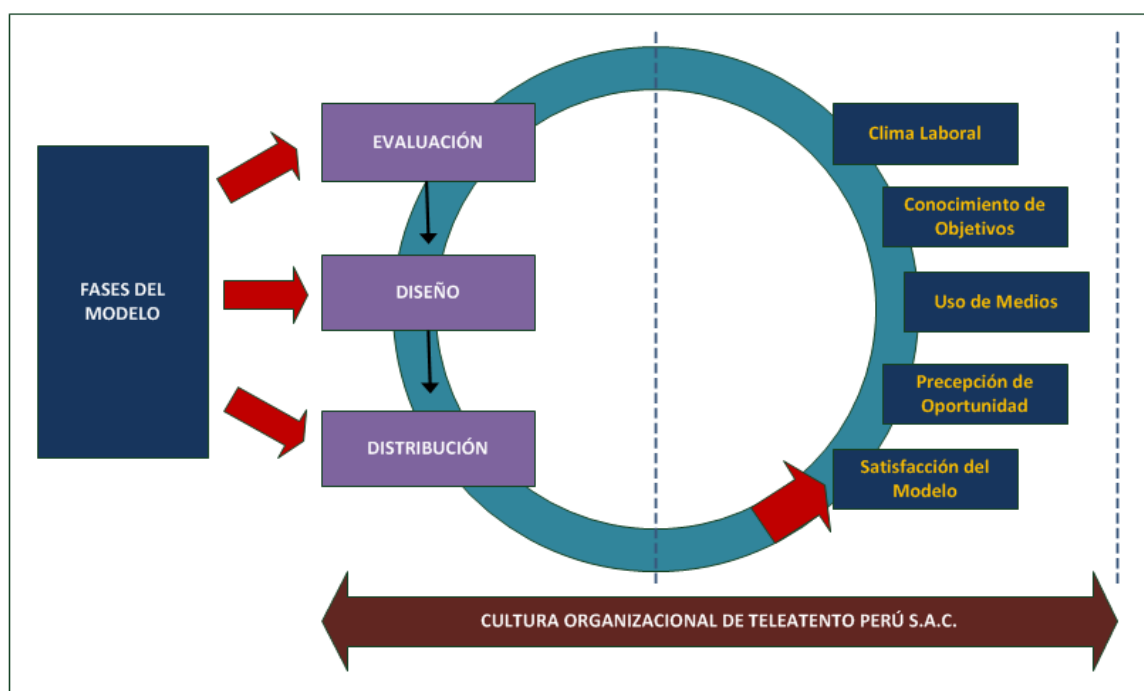 FASES DEL
MODELO
EVALUACIÓN
DISEÑO
DISTRIBUCIÓN
Clima Laboral
Conocimiento de
Objetivos
Uso de Medios
Precepción de
Oportunidad
Satisfacción del
Modelo
CULTURA ORGANIZACIONAL DE TELEATENTO PERÚ S.A.C.